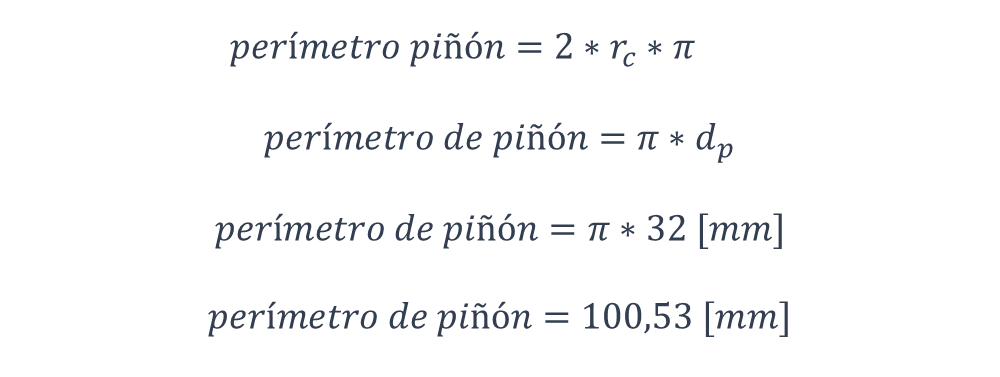 perímetro piñón = 2 * r_c * π
perímetro de piñón = π * d_p
perímetro de piñón = π * 32 [mm]
perímetro de piñón = 100,53 [mm]